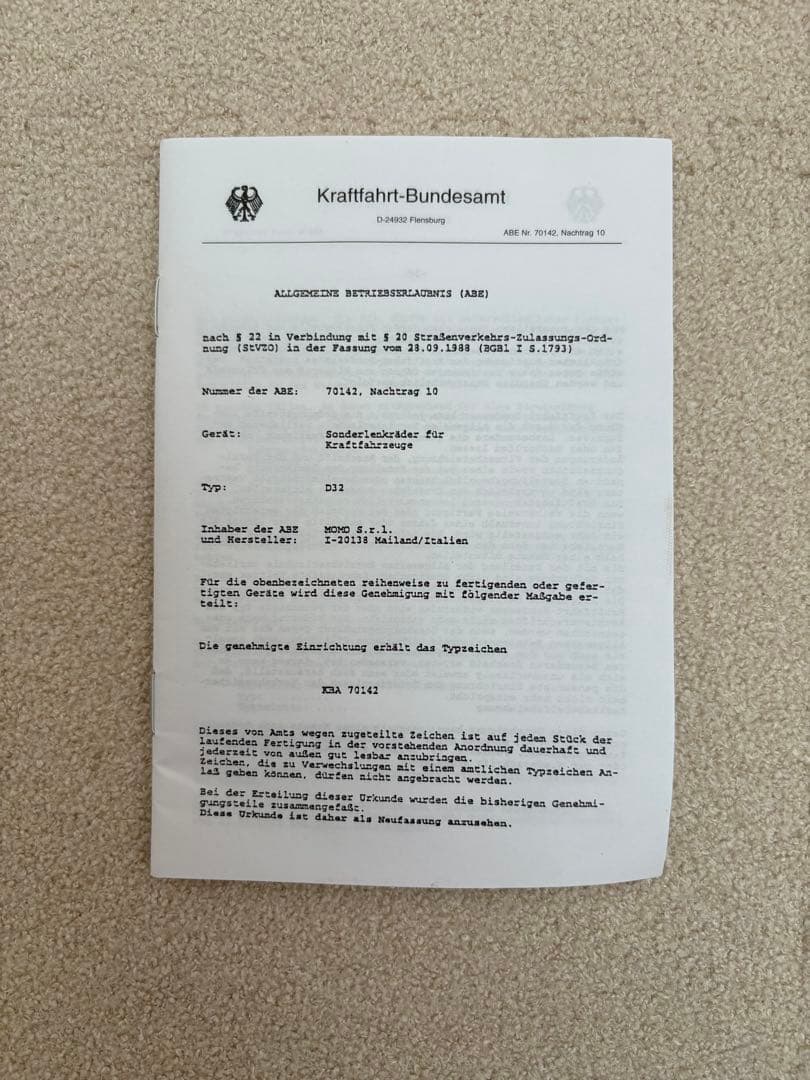 Kraftfahrt-Bundesamt
D-24932 Flensburg
ABE Nr. 70142, Nachtrag 10
ALLGEMEINE BETRIEBSERLAUBNIS (ABE)
nach § 22 in Verbindung mit § 20 Straßenverkehrs-Zulassungs-Ord-
nung (StVZO) in der Fassung vom 28.09.1988 (BGBl I S.1793)
Nummer der ABE: 70142, Nachtrag 10
Gerät: Sonderlenkräder für
Kraftfahrzeuge
Typ: D32
Inhaber der ABE MOMO S.r.l.
und Hersteller: I-20138 Mailand/Italien
Für die obenbezeichneten reihenweise zu fertigenden oder gefer-
tigten Geräte wird diese Genehmigung mit folgender Maßgabe er-
teilt:
Die genehmigte Einrichtung erhält das Typzeichen
KBA 70142
Dieses von Amts wegen zugeteilte Zeichen ist auf jedem Stück der
laufenden Fertigung in der vorstehenden Anordnung dauerhaft und
jederzeit von außen gut lesbar anzubringen.
Zeichen, die zu Verwechslungen mit einem amtlichen Typzeichen An-
laß geben können, dürfen nicht angebracht werden.
Bei der Erteilung dieser Urkunde wurden die bisherigen Genehmi-
gungsteile zusammengefaßt.
Diese Urkunde ist daher als Neufassung anzusehen.